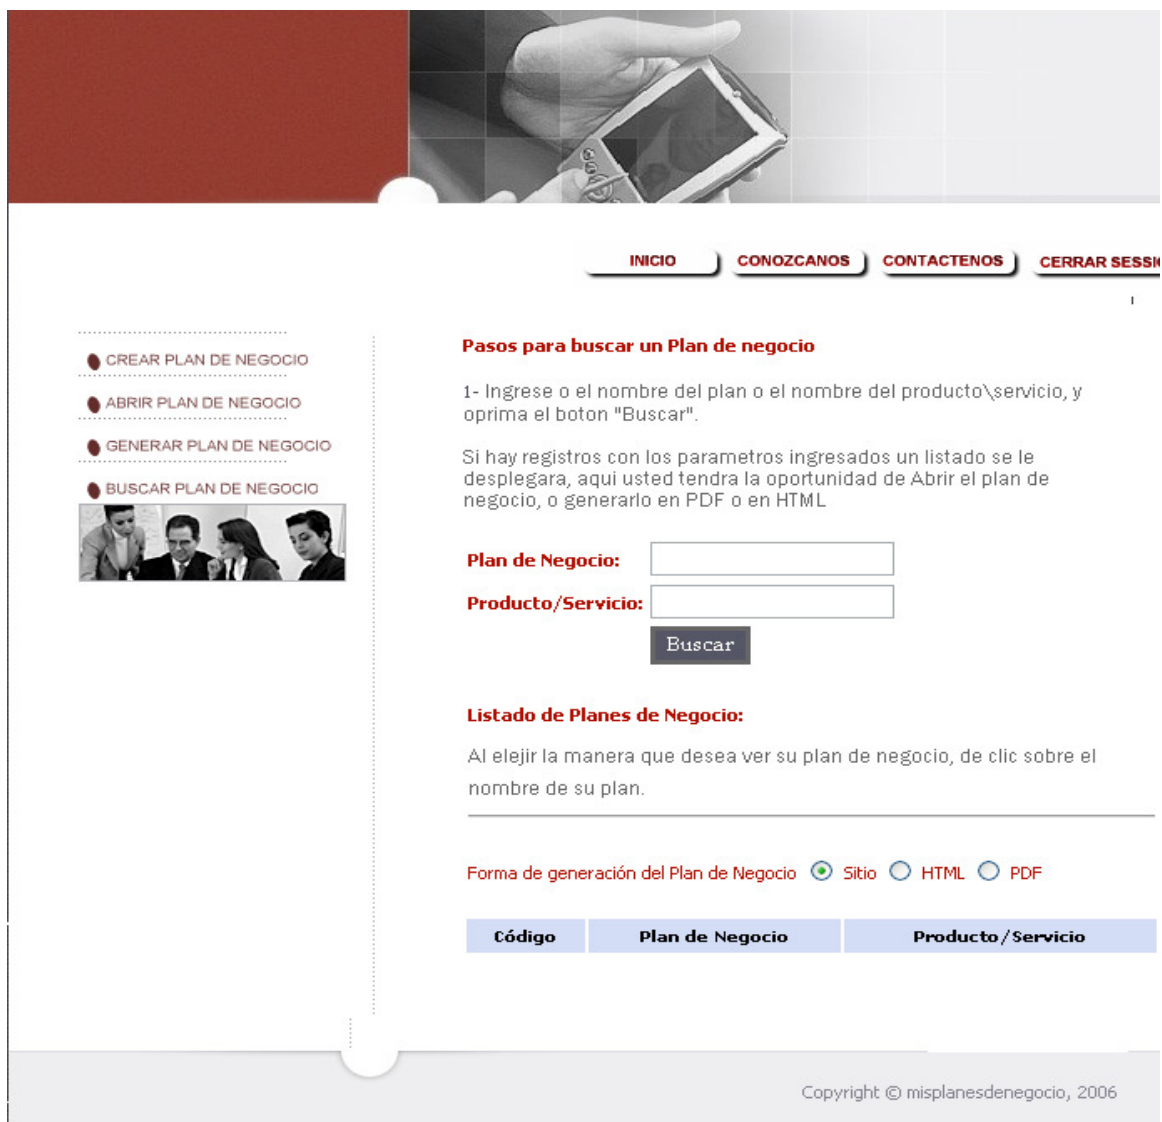 INICIO CONOZCANOS CONTACTENOS CERRAR SESSI
CREAR PLAN DE NEGOCIO
ABRIR PLAN DE NEGOCIO
GENERAR PLAN DE NEGOCIO
BUSCAR PLAN DE NEGOCIO
Pasos para buscar un Plan de negocio
1- Ingrese o el nombre del plan o el nombre del producto\servicio, y
oprima el boton "Buscar".
Si hay registros con los parametros ingresados un listado se le
desplegara, aqui usted tendra la oportunidad de Abrir el plan de
negocio, o generarlo en PDF o en HTML
Plan de Negocio:
Producto/Servicio:
Buscar
Listado de Planes de Negocio:
Al elejir la manera que desea ver su plan de negocio, de clic sobre el
nombre de su plan.
Forma de generación del Plan de Negocio Sitio HTML PDF
Código Plan de Negocio Producto/Servicio
Copyright © misplanesdenegocio, 2006